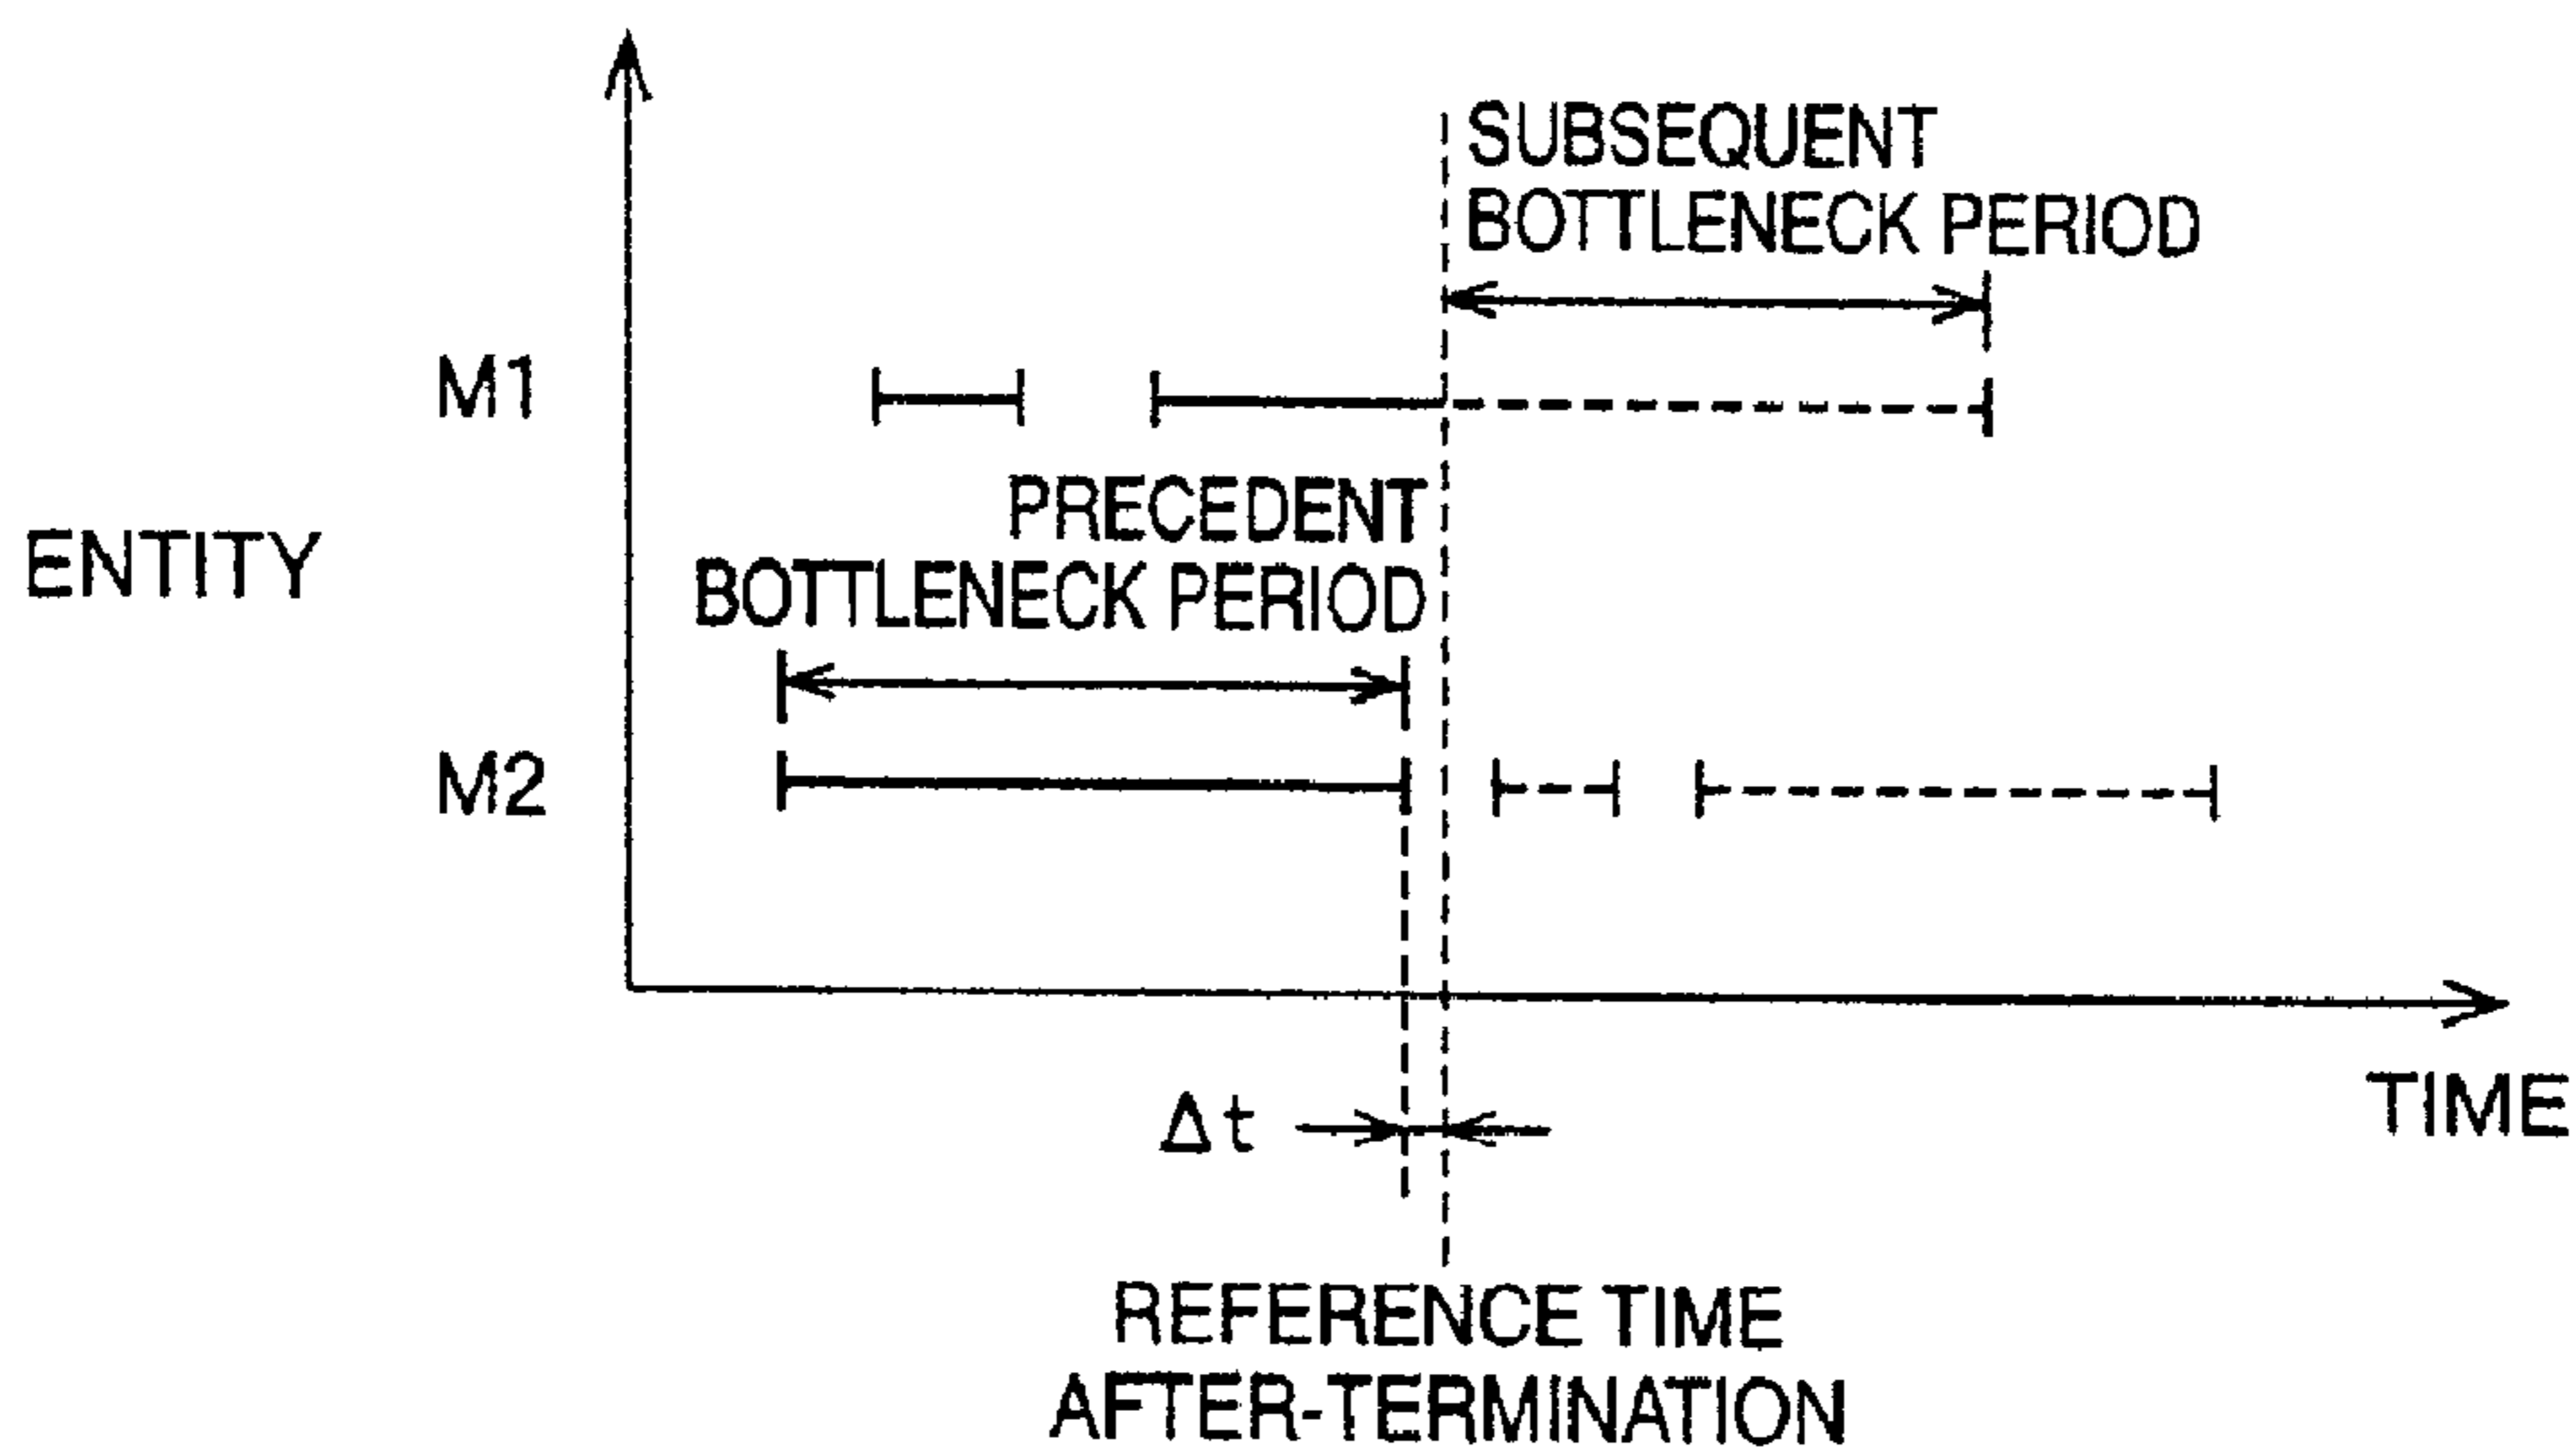 SUBSEQUENT
BOTTLENECK PERIOD
M1
PRECEDENT
BOTTLENECK PERIOD
ENTITY
M2
TIME
Δt
REFERENCE TIME
AFTER-TERMINATION